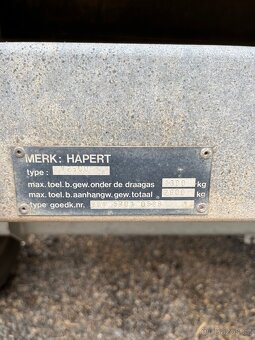 MERK: HAPERT
type :
max. toel. b. gew. onder de draagas kg
max. toel. b. aanhangw. gew. totaal kg
type goedk. nr.